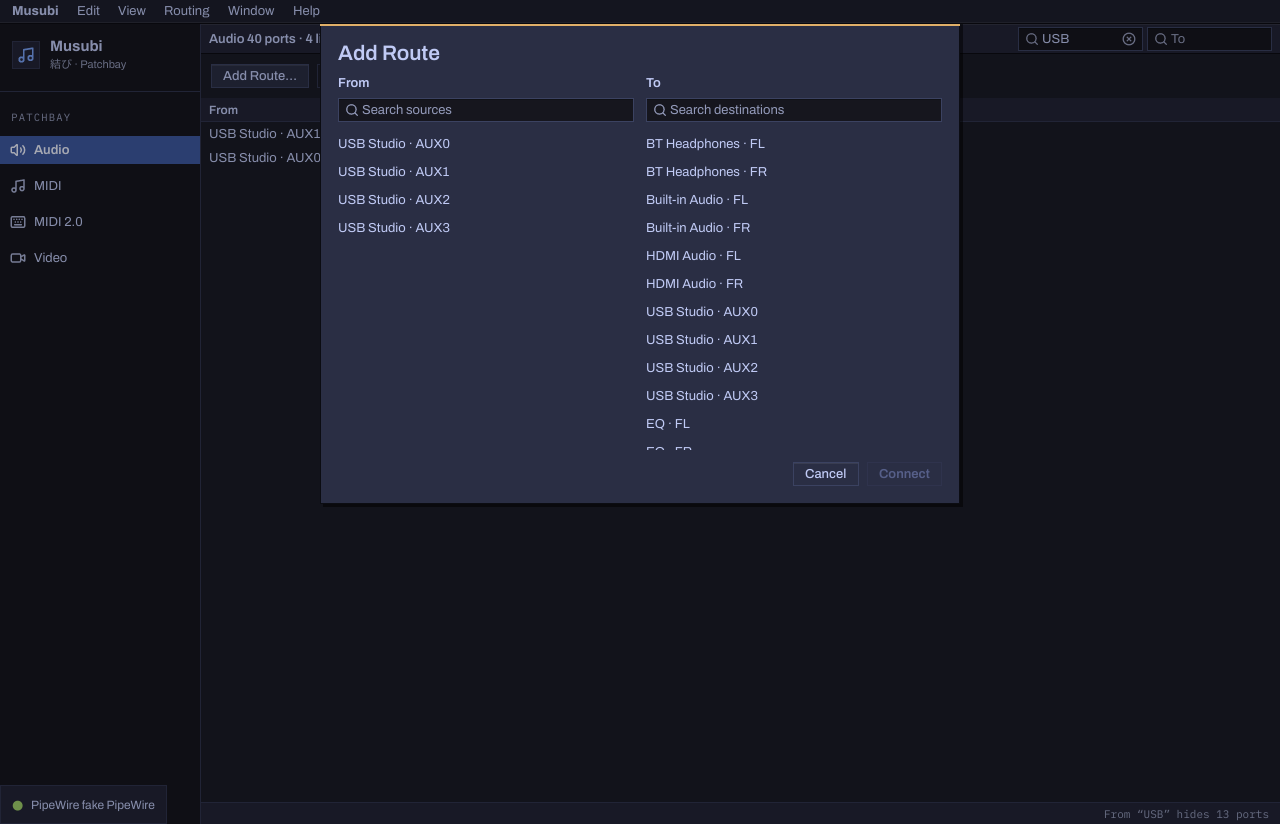 Musubi Edit View Routing Window Help
Musubi
結び · Patchbay
PATCHBAY
Audio
MIDI
MIDI 2.0
Video
PipeWire fake PipeWire
Audio 40 ports · 4 l
USB
To
Add Route…
From
USB Studio · AUX1
USB Studio · AUX0
Add Route
From
Search sources
USB Studio · AUX0
USB Studio · AUX1
USB Studio · AUX2
USB Studio · AUX3
To
Search destinations
BT Headphones · FL
BT Headphones · FR
Built-in Audio · FL
Built-in Audio · FR
HDMI Audio · FL
HDMI Audio · FR
USB Studio · AUX0
USB Studio · AUX1
USB Studio · AUX2
USB Studio · AUX3
EQ · FL
EQ · FR
Cancel
Connect
From “USB” hides 13 ports